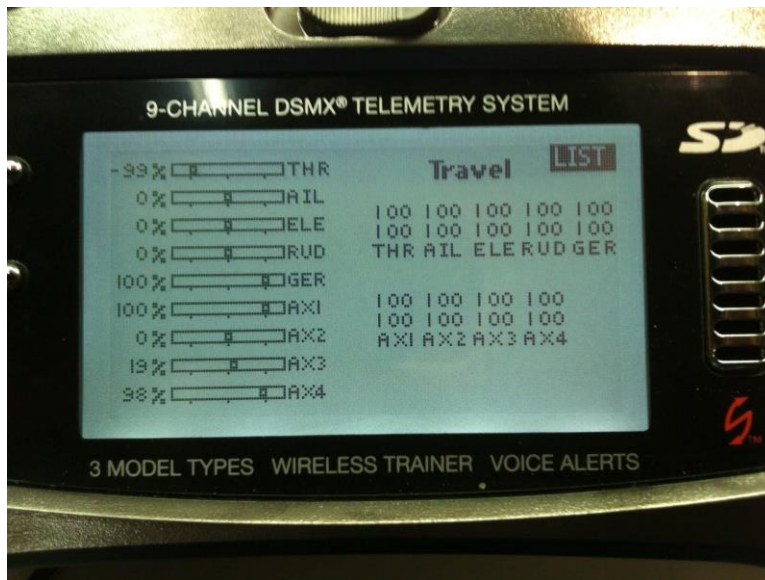 9-CHANNEL DSMX® TELEMETRY SYSTEM
SD
-99% THR
0% AIL
0% ELE
0% RUD
100% GER
100% AX1
0% AX2
19% AX3
98% AX4
Travel
LIST
100 100 100 100 100
100 100 100 100 100
THR AIL ELE RUD GER
100 100 100 100
100 100 100 100
AX1 AX2 AX3 AX4
TM
3 MODEL TYPES WIRELESS TRAINER VOICE ALERTS